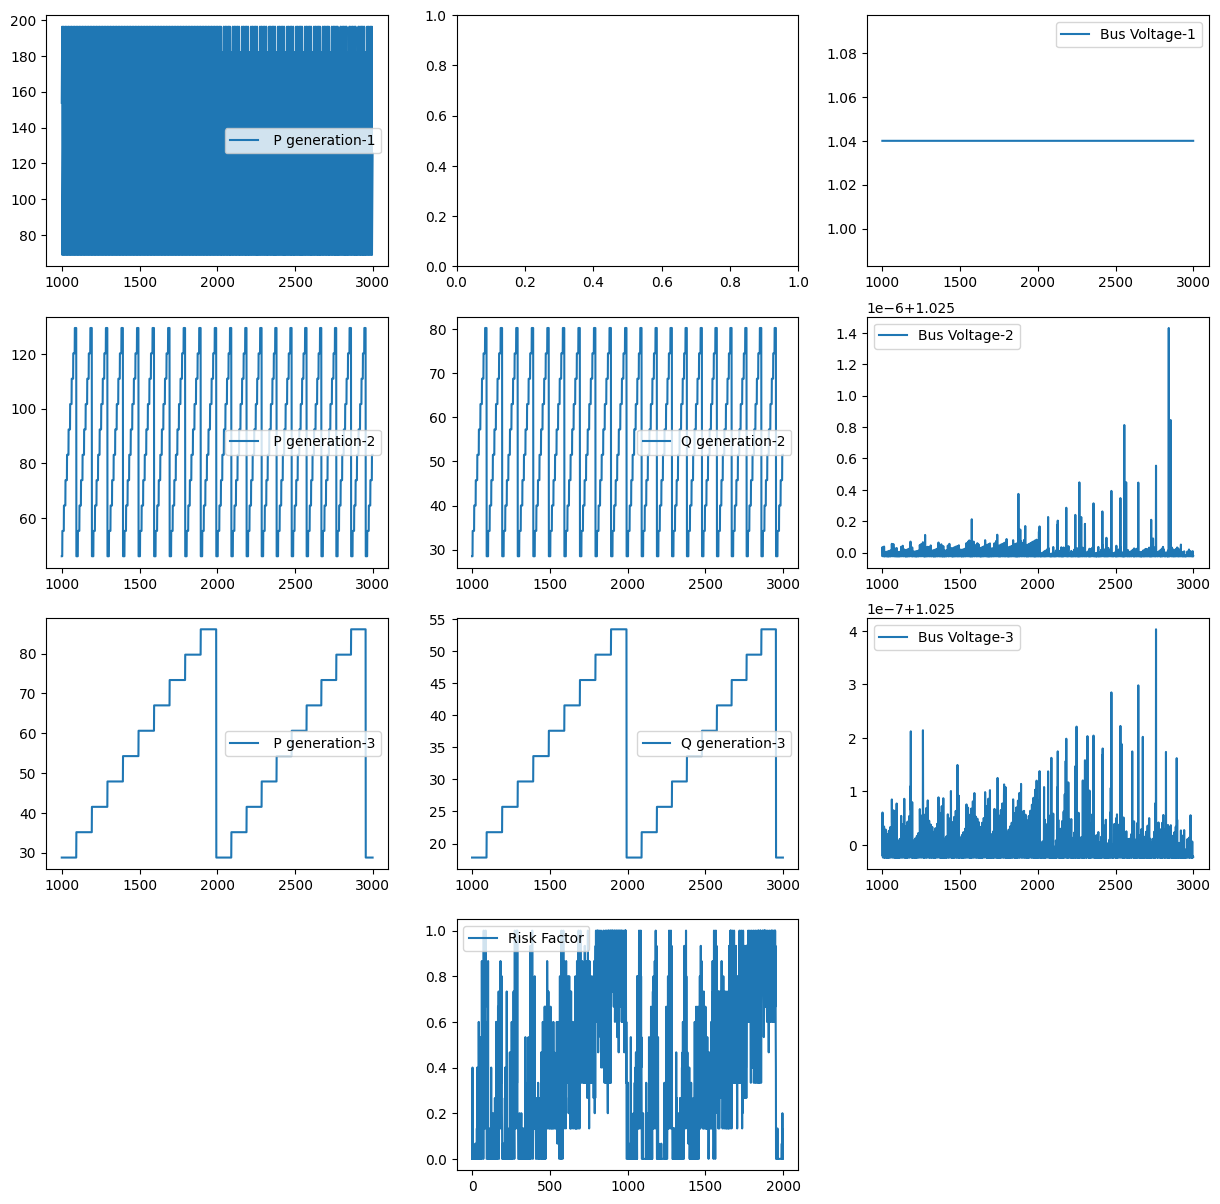 200
180
160
140
120
100
80
1000 1500 2000 2500 3000
P generation-1
1.0
0.8
0.6
0.4
0.2
0.0
0.0 0.2 0.4 0.6 0.8 1.0
1.08
1.06
1.04
1.02
1.00
1000 1500 2000 2500 3000
Bus Voltage-1
120
100
80
60
1000 1500 2000 2500 3000
P generation-2
80
70
60
50
40
30
1000 1500 2000 2500 3000
Q generation-2
1e−6+1.025
1.4
1.2
1.0
0.8
0.6
0.4
0.2
0.0
1000 1500 2000 2500 3000
Bus Voltage-2
80
70
60
50
40
30
1000 1500 2000 2500 3000
P generation-3
55
50
45
40
35
30
25
20
1000 1500 2000 2500 3000
Q generation-3
1e−7+1.025
4
3
2
1
0
1000 1500 2000 2500 3000
Bus Voltage-3
1.0
0.8
0.6
0.4
0.2
0.0
0 500 1000 1500 2000
Risk Factor